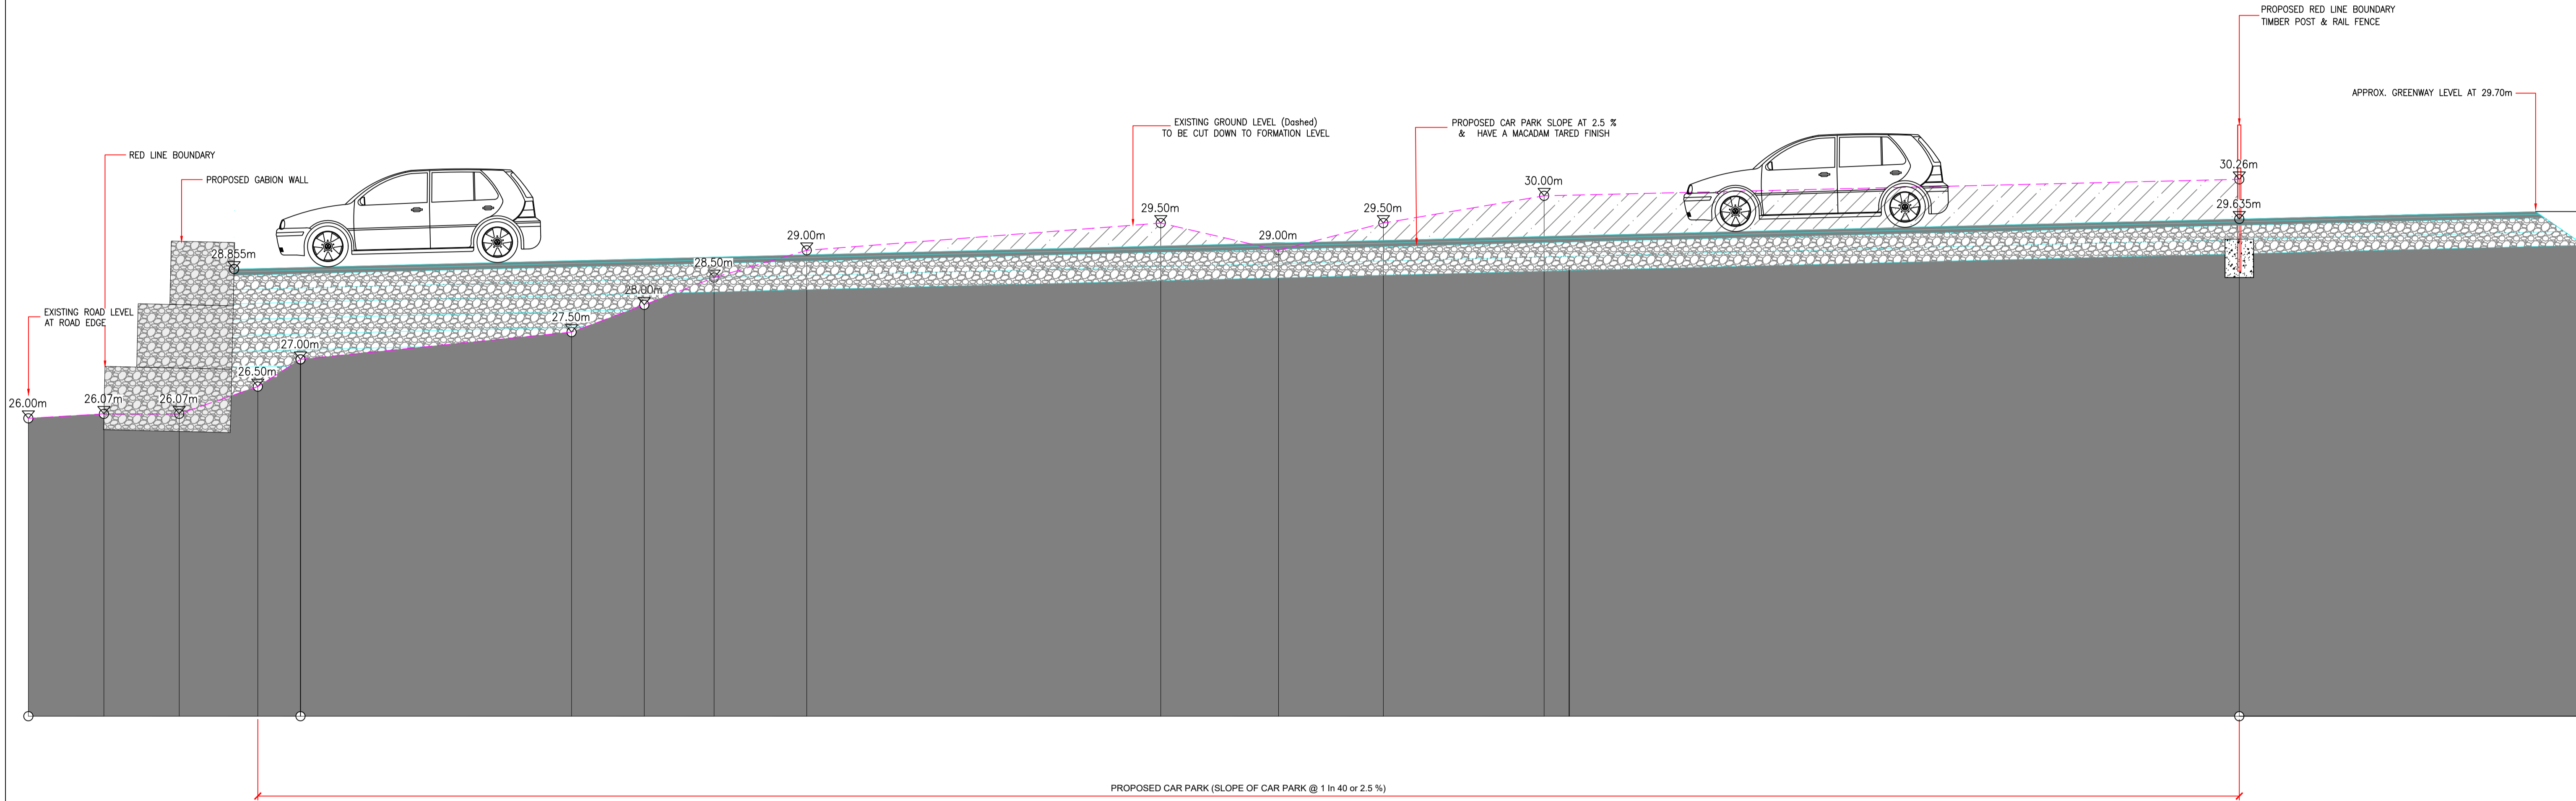 PROPOSED RED LINE BOUNDARY
TIMBER POST & RAIL FENCE
APPROX. GREENWAY LEVEL AT 29.70m
EXISTING GROUND LEVEL (Dashed)
TO BE CUT DOWN TO FORMATION LEVEL
PROPOSED CAR PARK SLOPE AT 2.5 %
& HAVE A MACADAM TARED FINISH
RED LINE BOUNDARY
PROPOSED GABION WALL
EXISTING ROAD LEVEL
AT ROAD EDGE
26.00m
26.07m
26.07m
28.855m
26.50m
27.00m
27.50m
28.00m
28.50m
29.00m
29.50m
29.00m
29.50m
30.00m
30.26m
29.635m
PROPOSED CAR PARK (SLOPE OF CAR PARK @ 1 In 40 or 2.5 %)